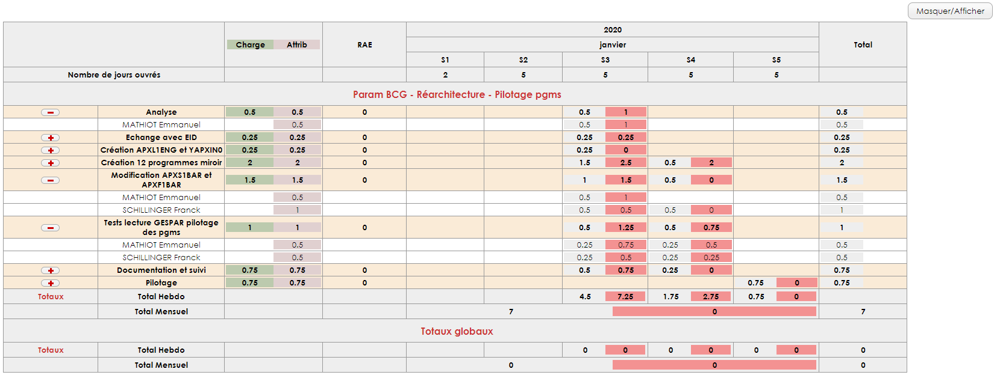 Masquer/Afficher
2020
Charge Attrib RAE janvier Total
S1 S2 S3 S4 S5
Nombre de jours ouvrés 2 5 5 5 5
Param BCG - Réarchitecture - Pilotage pgms
Analyse 0.5 0.5 0 0.5 1 0.5
MATHIOT Emmanuel 0.5 0.5 1 0.5
Echange avec EID 0.25 0.25 0 0.25 0.25 0.25
Création APXL1ENG et YAPXIN0 0.25 0.25 0 0.25 0 0.25
Création 12 programmes miroir 2 2 0 1.5 2.5 0.5 2 2
Modification APXS1BAR et
APXF1BAR 1.5 1.5 0 1 1.5 0.5 0 1.5
MATHIOT Emmanuel 0.5 0.5 1 0.5
SCHILLINGER Franck 1 0.5 0.5 0.5 0 1
Tests lecture GESPAR pilotage
des pgms 1 1 0 0.5 1.25 0.5 0.75 1
MATHIOT Emmanuel 0.5 0.25 0.75 0.25 0.5 0.5
SCHILLINGER Franck 0.5 0.25 0.5 0.25 0.25 0.5
Documentation et suivi 0.75 0.75 0 0.5 0.75 0.25 0 0.75
Pilotage 0.75 0.75 0 0.75 0 0.75
Totaux Total Hebdo 4.5 7.25 1.75 2.75 0.75 0
Total Mensuel 7 0 7
Totaux globaux
Totaux Total Hebdo 0 0 0 0 0 0 0
Total Mensuel 0 0 0